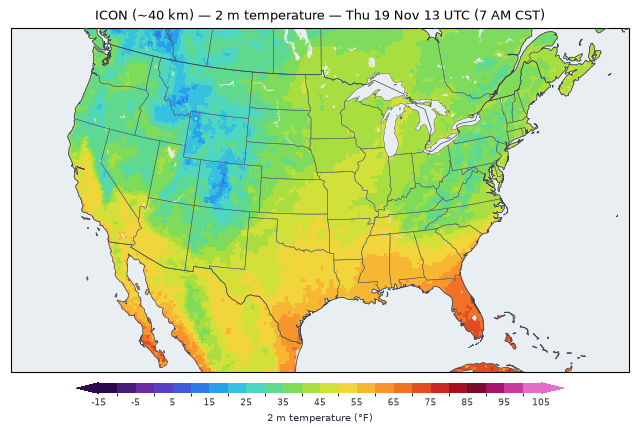 ICON (~40 km) — 2 m temperature — Thu 19 Nov 13 UTC (7 AM CST)
-15 -5 5 15 25 35 45 55 65 75 85 95 105
2 m temperature (°F)